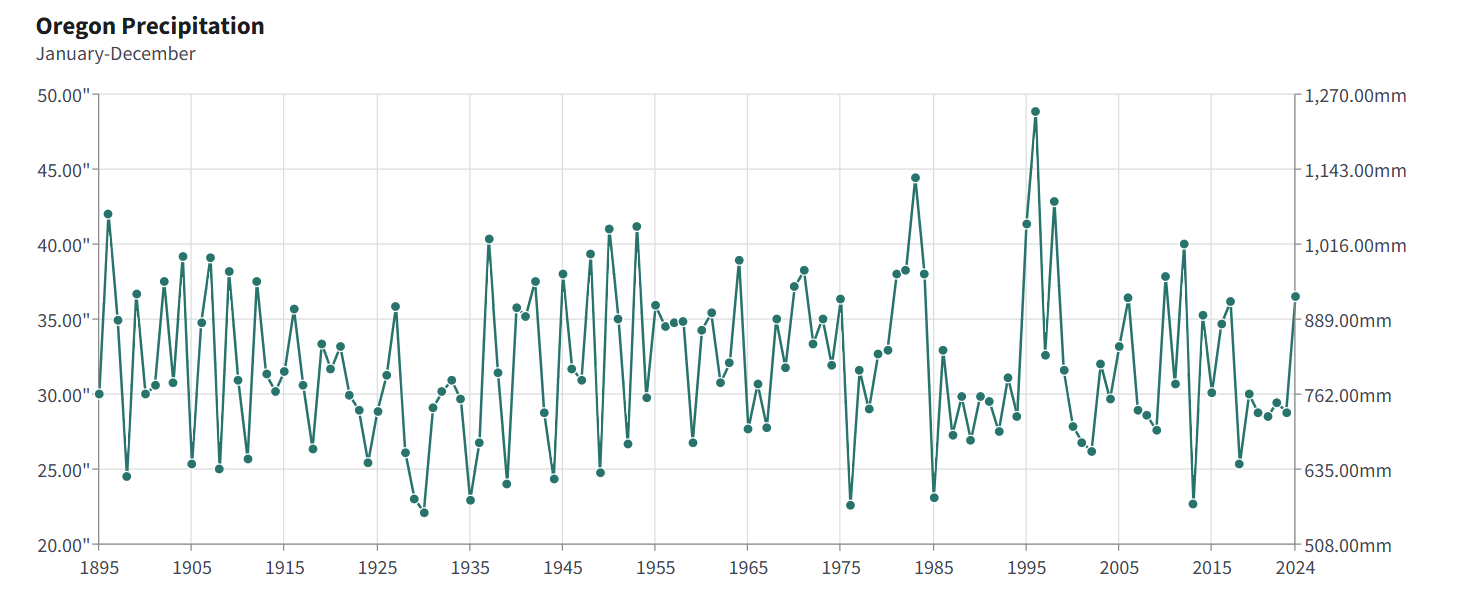 Oregon Precipitation
January-December
50.00" 1,270.00mm
45.00" 1,143.00mm
40.00" 1,016.00mm
35.00" 889.00mm
30.00" 762.00mm
25.00" 635.00mm
20.00" 508.00mm
1895 1905 1915 1925 1935 1945 1955 1965 1975 1985 1995 2005 2015 2024